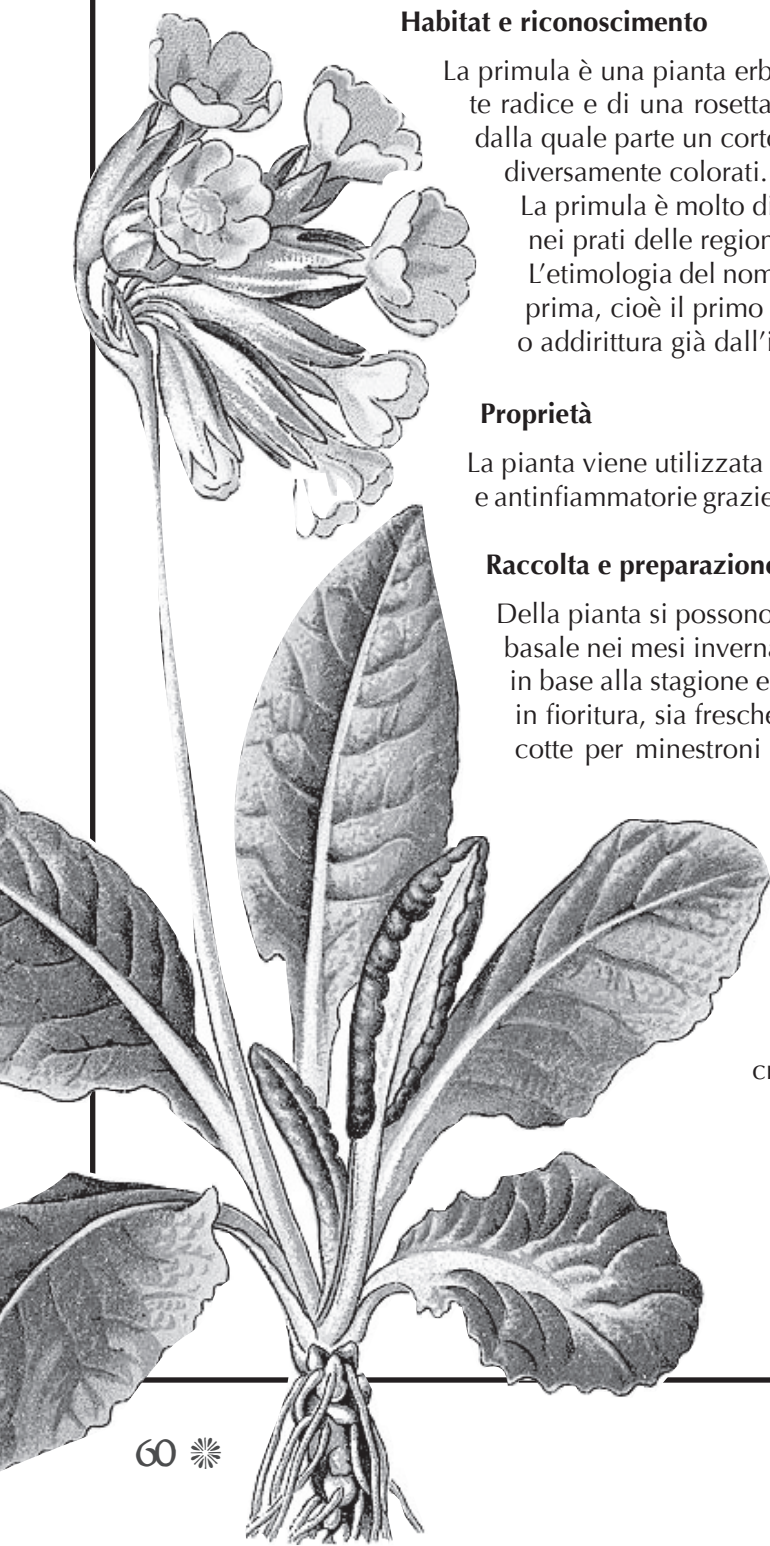 Habitat e riconoscimento
La primula è una pianta erb
te radice e di una rosetta
dalla quale parte un corto
diversamente colorati.
La primula è molto di
nei prati delle region
L'etimologia del nom
prima, cioè il primo
o addirittura già dall'i
Proprietà
La pianta viene utilizzata
e antinfiammatorie grazie
Raccolta e preparazione
Della pianta si possono
basale nei mesi inverna
in base alla stagione e
in fioritura, sia fresche
cotte per minestroni
60